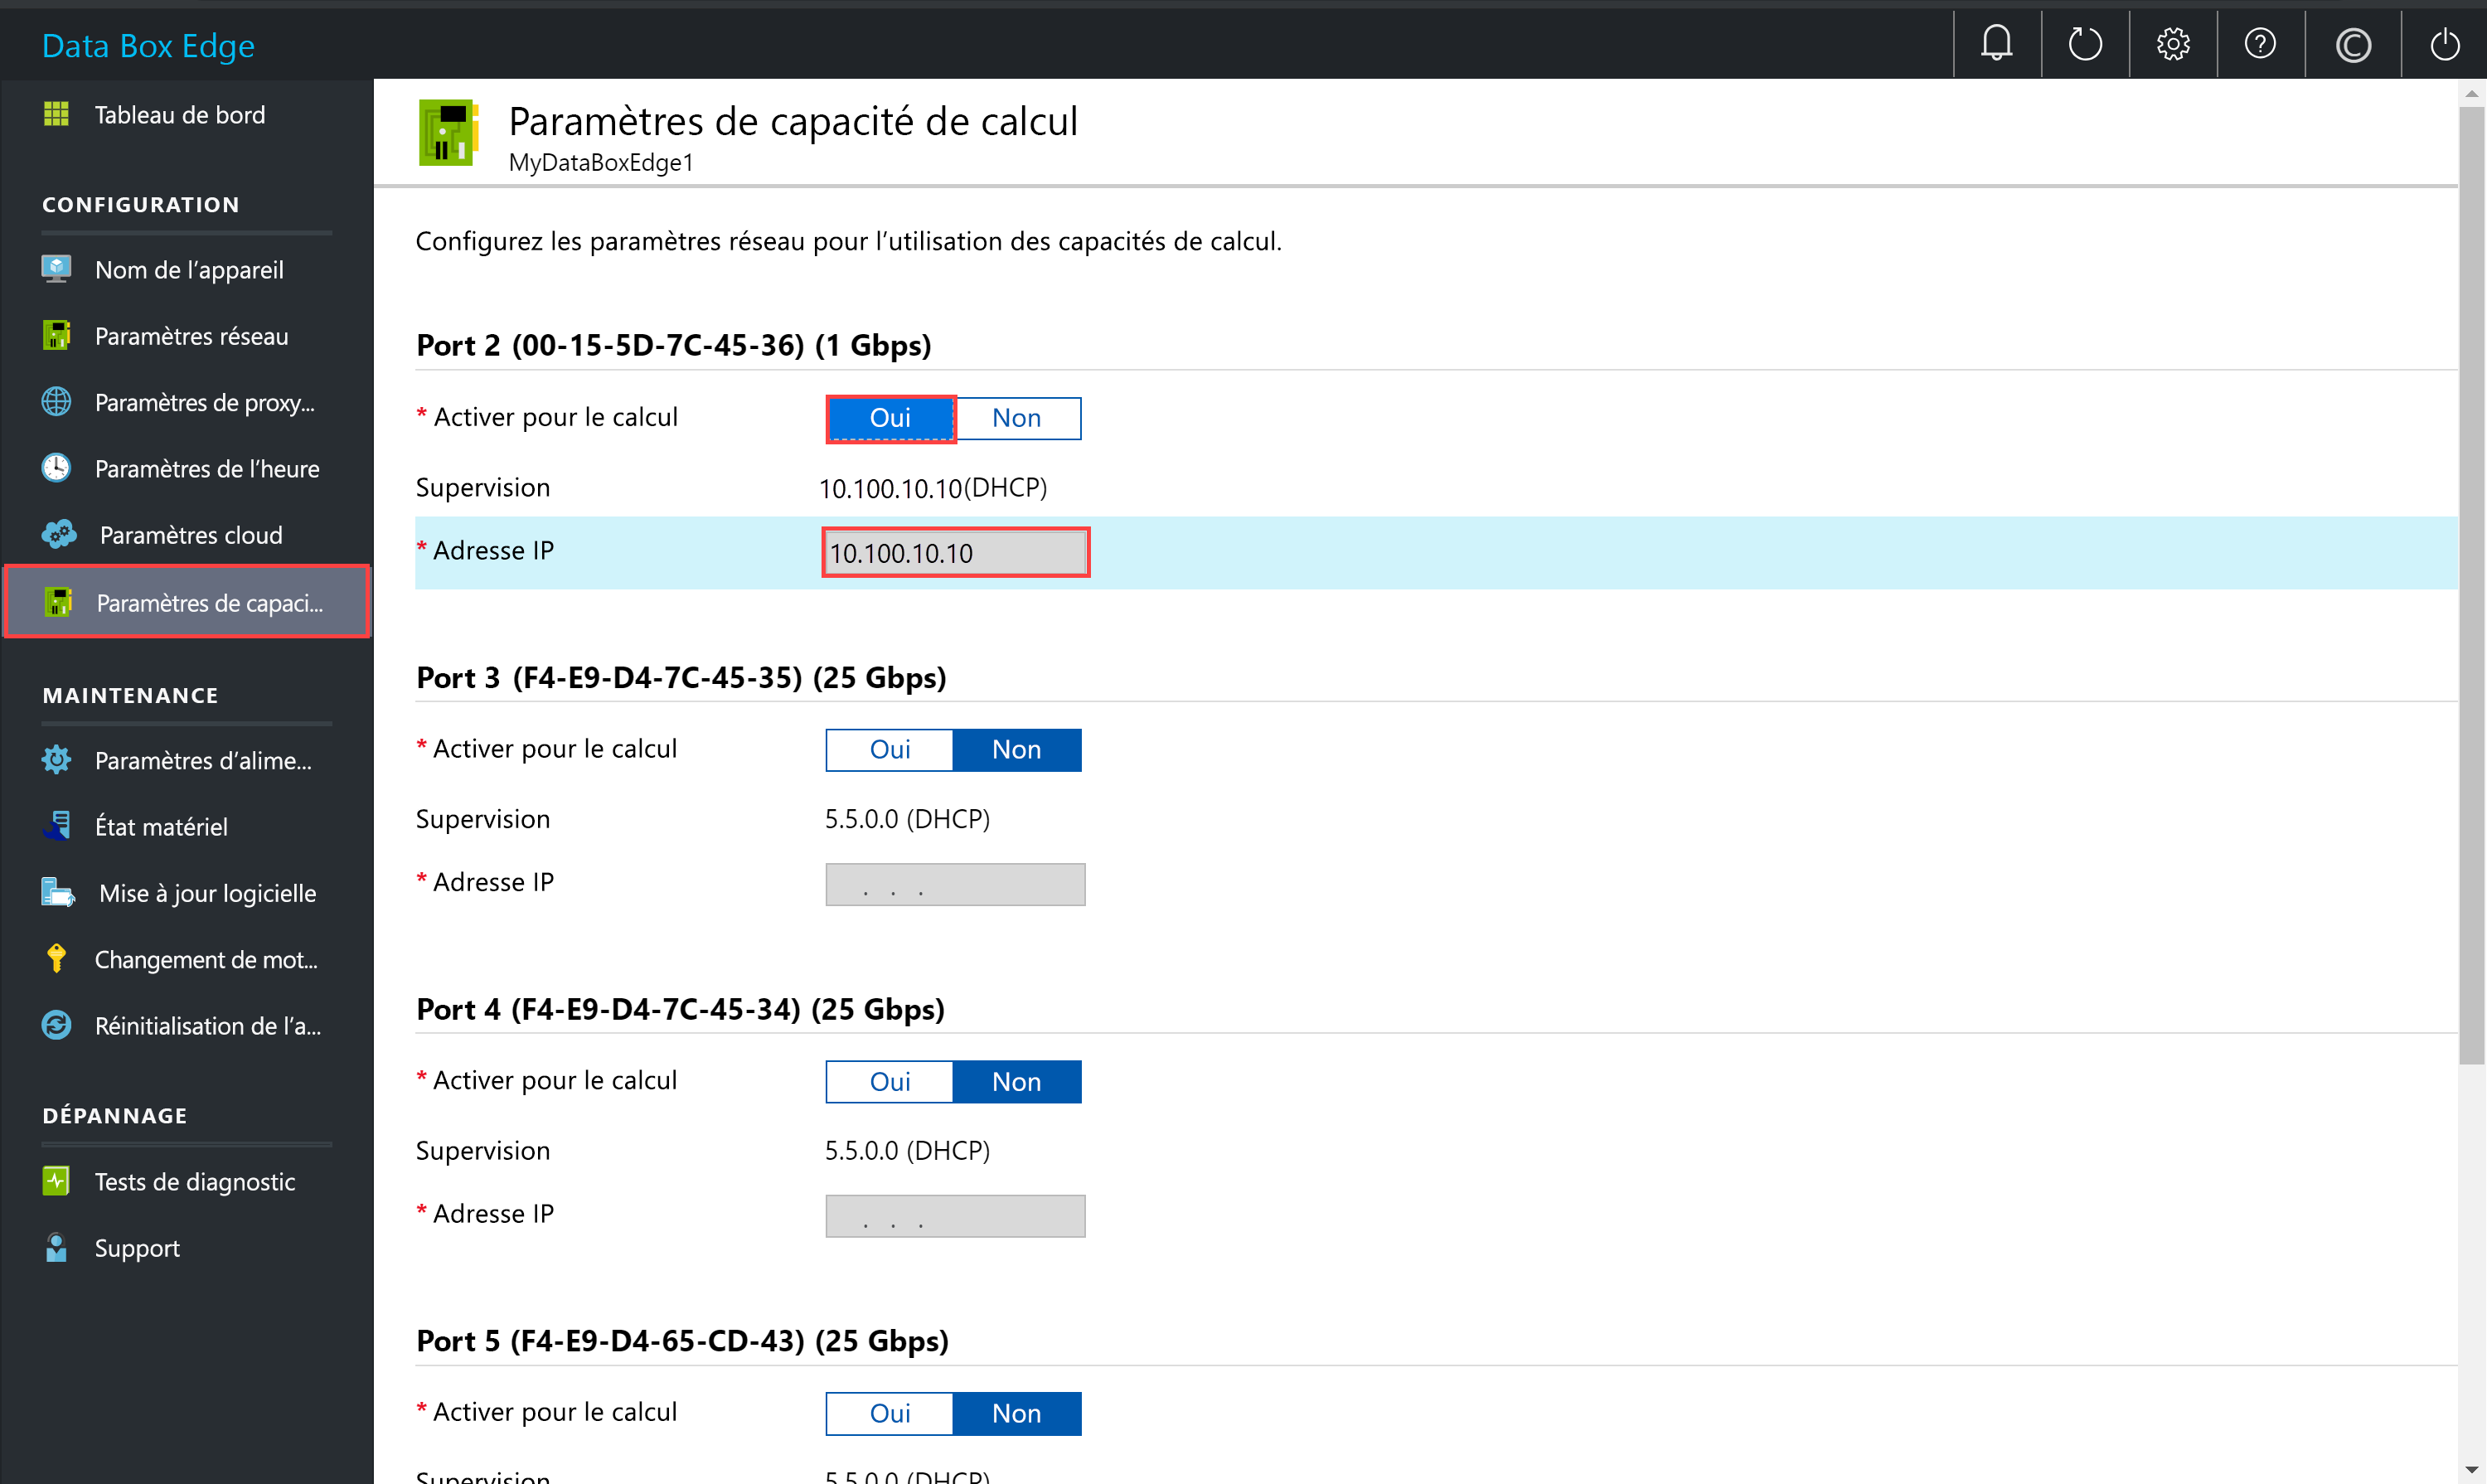 Data Box Edge
Tableau de bord
CONFIGURATION
Nom de l’appareil
Paramètres réseau
Paramètres de proxy...
Paramètres de l’heure
Paramètres cloud
Paramètres de capaci...
MAINTENANCE
Paramètres d’alime...
État matériel
Mise à jour logicielle
Changement de mot...
Réinitialisation de l’a...
DÉPANNAGE
Tests de diagnostic
Support
Paramètres de capacité de calcul
MyDataBoxEdge1
Configurez les paramètres réseau pour l’utilisation des capacités de calcul.
Port 2 (00-15-5D-7C-45-36) (1 Gbps)
* Activer pour le calcul Oui Non
Supervision 10.100.10.10(DHCP)
* Adresse IP 10.100.10.10
Port 3 (F4-E9-D4-7C-45-35) (25 Gbps)
* Activer pour le calcul Oui Non
Supervision 5.5.0.0 (DHCP)
* Adresse IP . . .
Port 4 (F4-E9-D4-7C-45-34) (25 Gbps)
* Activer pour le calcul Oui Non
Supervision 5.5.0.0 (DHCP)
* Adresse IP . . .
Port 5 (F4-E9-D4-65-CD-43) (25 Gbps)
* Activer pour le calcul Oui Non
Supervision 5.5.0.0 (DHCP)